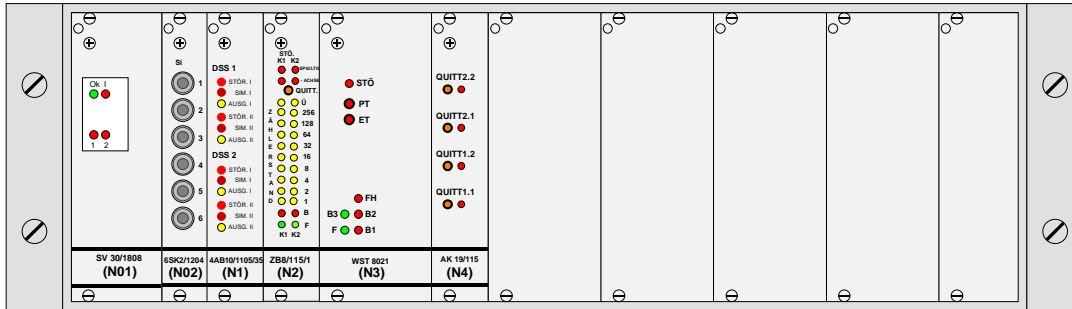 Ok I
1 2
SV 30/1808
(N01)
Si
1
2
3
4
5
6
6SK2/1204
(N02)
DSS 1
STÖR. I
SIM. I
AUSG. I
STÖR. II
SIM. II
AUSG. II
DSS 2
STÖR. I
SIM. I
AUSG. I
STÖR. II
SIM. II
AUSG. II
4AB10/1105/35
(N1)
STÖ.
K1 K2
SPG/LTG
- ACHSE
QUITT.
ZÄHLERSTAND
Ü
256
128
64
32
16
8
4
2
1
B
F
K1 K2
ZB8/115/1
(N2)
STÖ
PT
ET
FH
B3 B2
F B1
WST 8021
(N3)
QUITT2.2
QUITT2.1
QUITT1.2
QUITT1.1
AK 19/115
(N4)